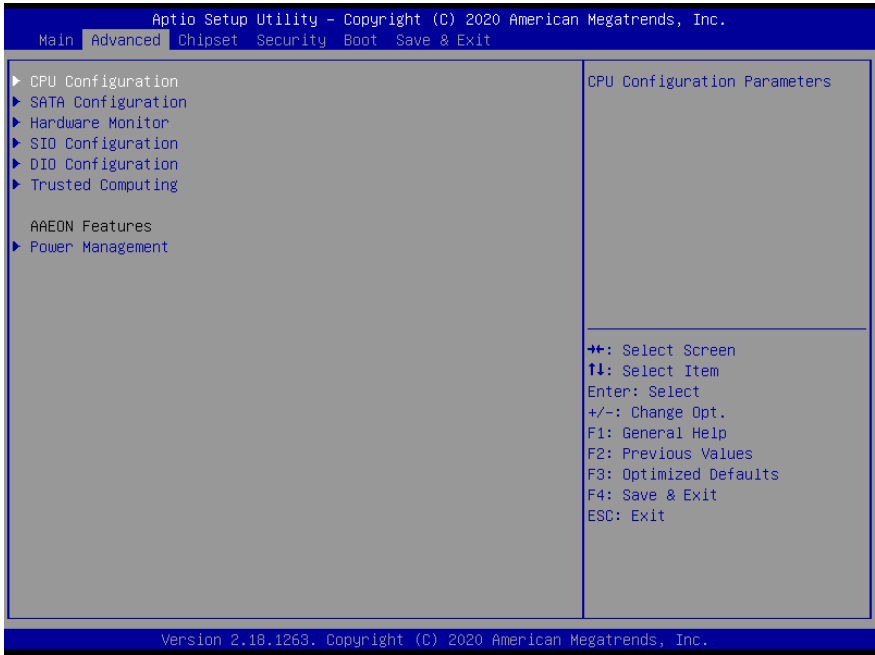 Aptio Setup Utility – Copyright (C) 2020 American Megatrends, Inc.
Main Advanced Chipset Security Boot Save & Exit
▶ CPU Configuration
▶ SATA Configuration
▶ Hardware Monitor
▶ SIO Configuration
▶ DIO Configuration
▶ Trusted Computing
AAEON Features
▶ Power Management
CPU Configuration Parameters
→←: Select Screen
↑↓: Select Item
Enter: Select
+/-: Change Opt.
F1: General Help
F2: Previous Values
F3: Optimized Defaults
F4: Save & Exit
ESC: Exit
Version 2.18.1263. Copyright (C) 2020 American Megatrends, Inc.